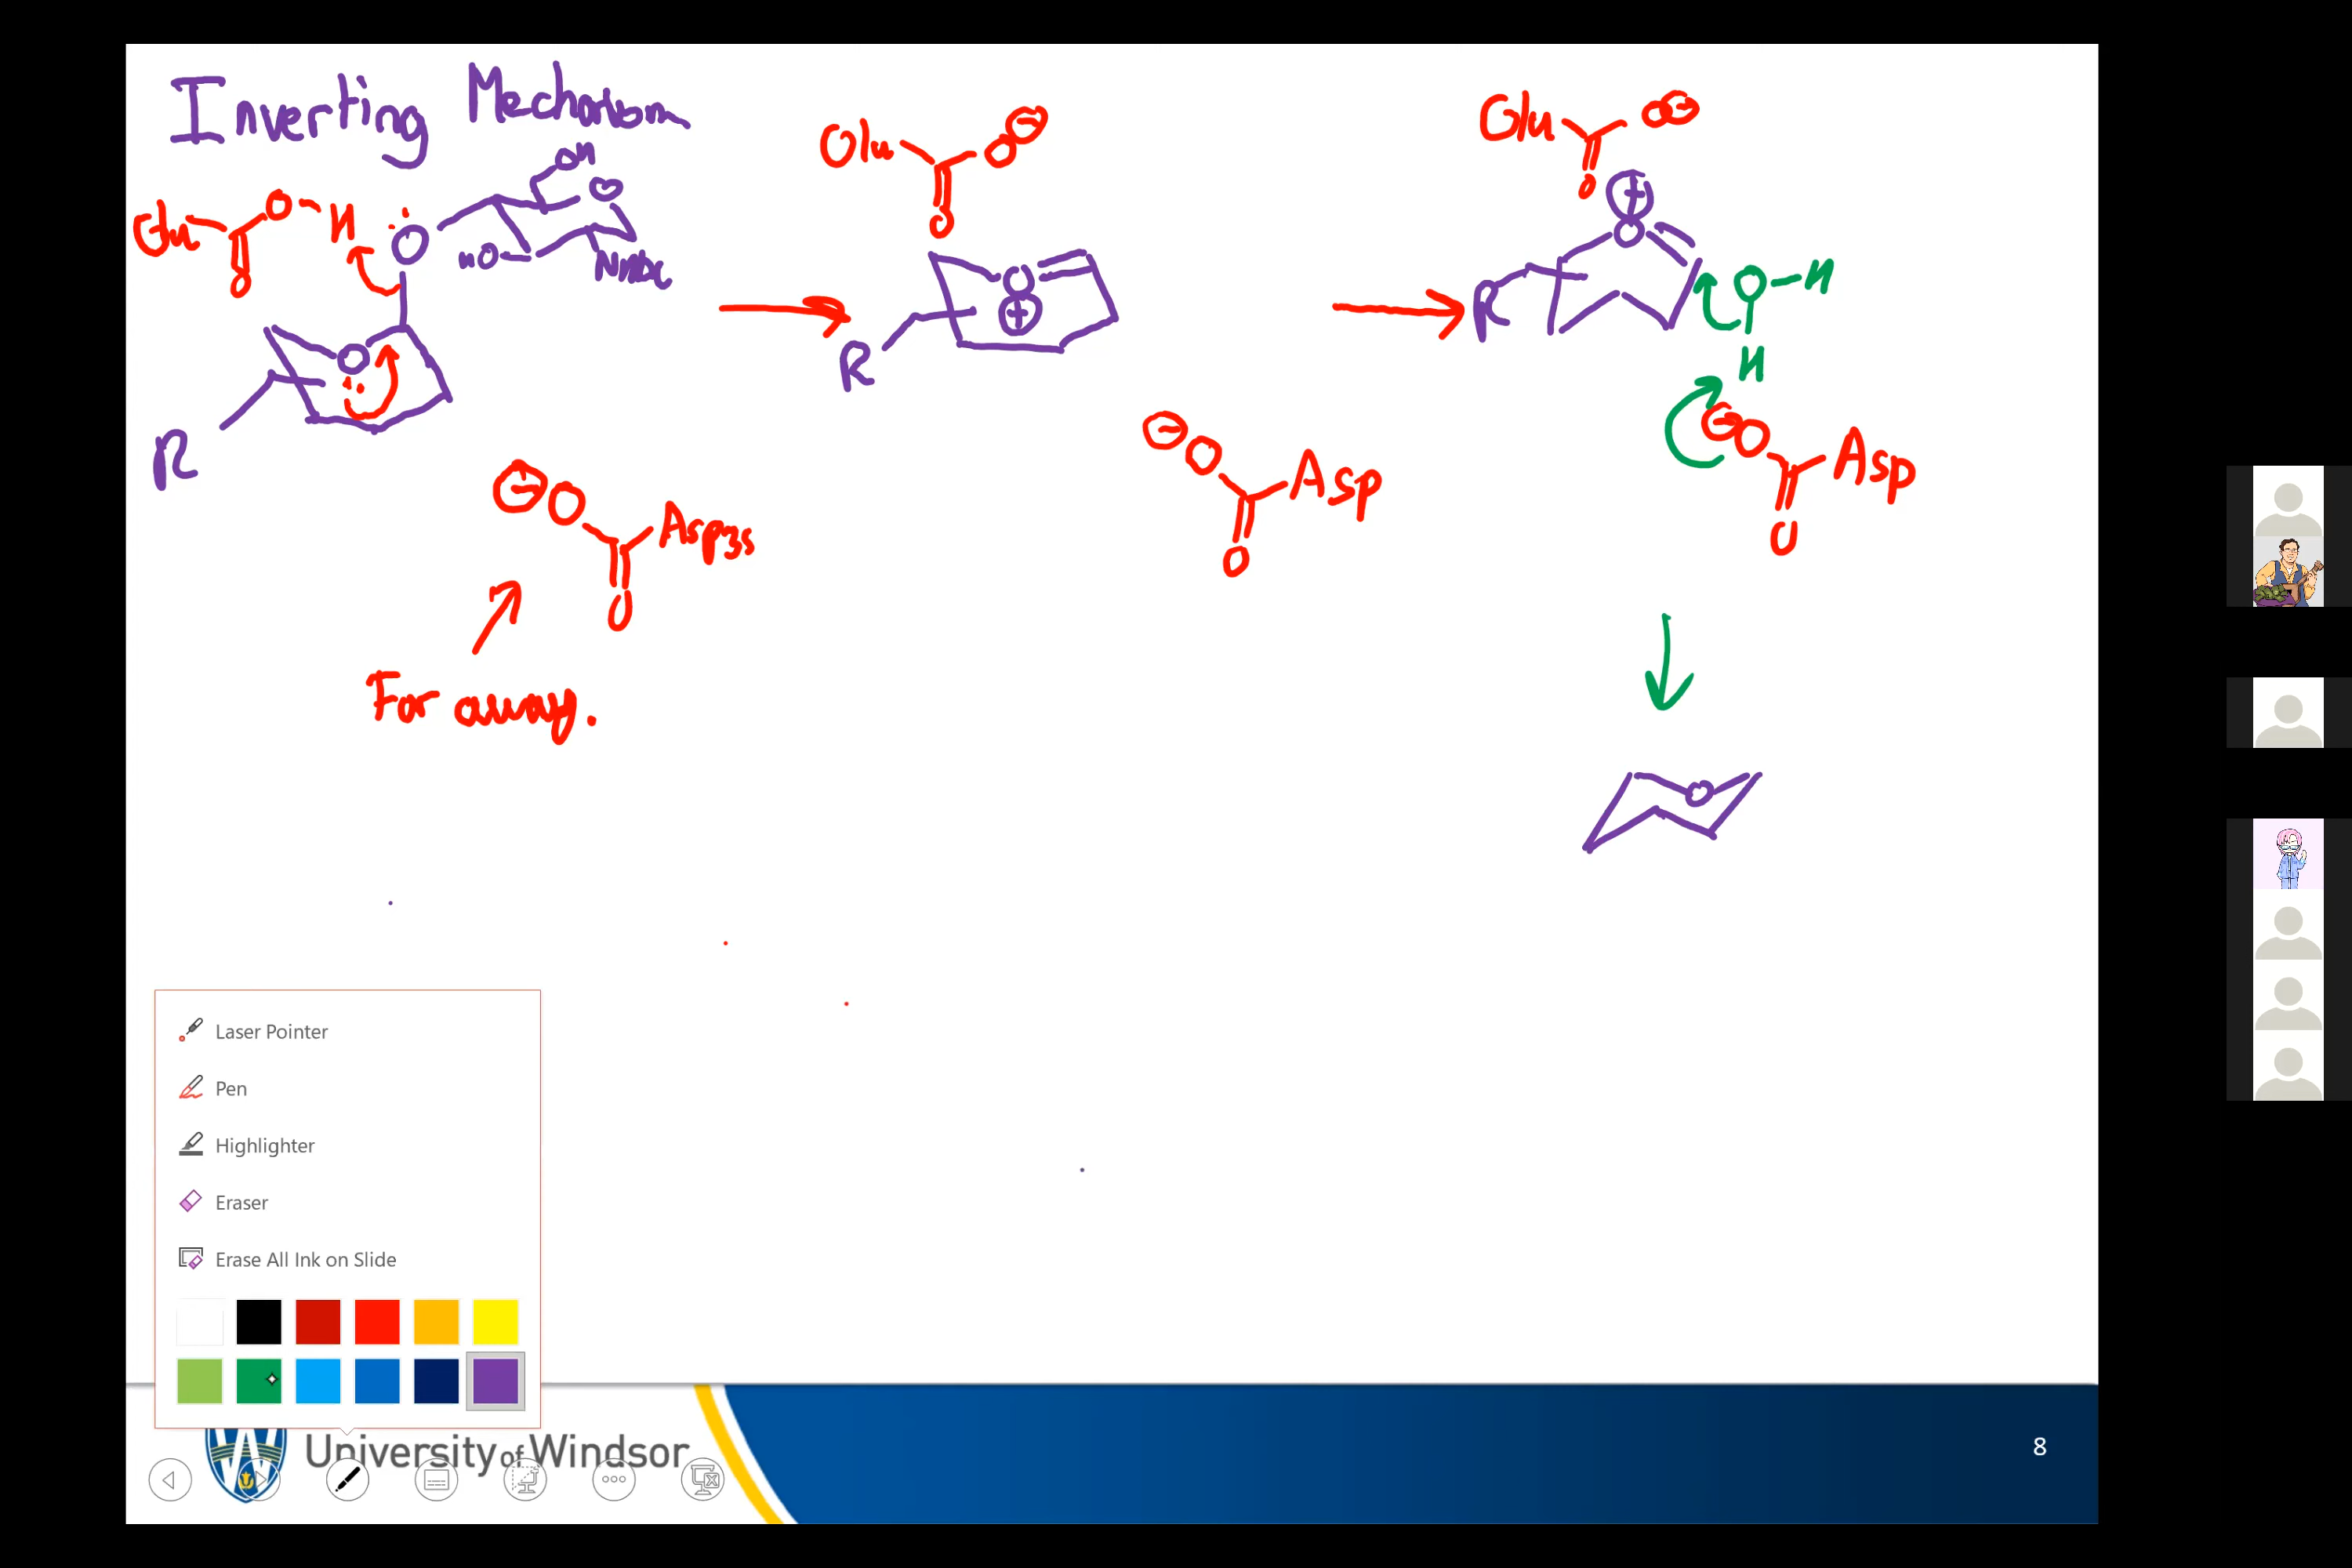 Inverting Mechanism
Glu O-H
O
O
OH
O
HO
NHAc
O
R
⊖O
Asp35
O
Far away.
Glu O⊖
O
O
⊕
R
⊖O
Asp
O
Glu O⊖
O
⊕
O
R
O-H
H
⊖O
Asp
O
O
Laser Pointer
Pen
Highlighter
Eraser
Erase All Ink on Slide
University of Windsor
8